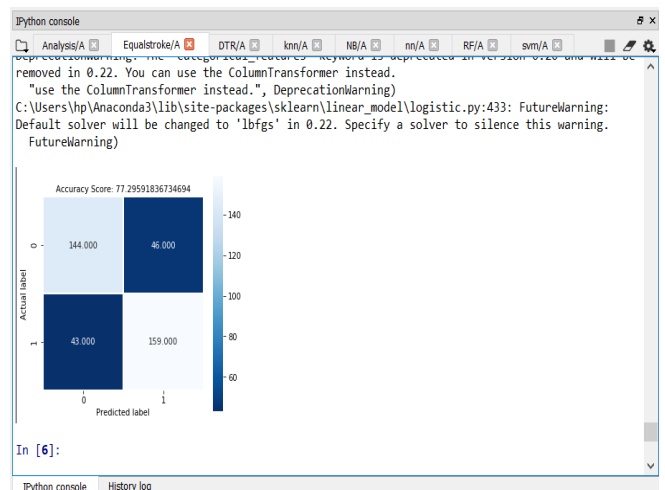 IPython console
Analysis/A Equalstroke/A DTR/A knn/A NB/A nn/A RF/A svm/A
removed in 0.22. You can use the ColumnTransformer instead.
"use the ColumnTransformer instead.", DeprecationWarning)
C:\Users\hp\Anaconda3\lib\site-packages\sklearn\linear_model\logistic.py:433: FutureWarning:
Default solver will be changed to 'lbfgs' in 0.22. Specify a solver to silence this warning.
FutureWarning)
Accuracy Score: 77.29591836734694
Actual label
0
1
144.000 46.000
43.000 159.000
0 1
Predicted label
140
120
100
80
60
In [6]:
IPython console History log